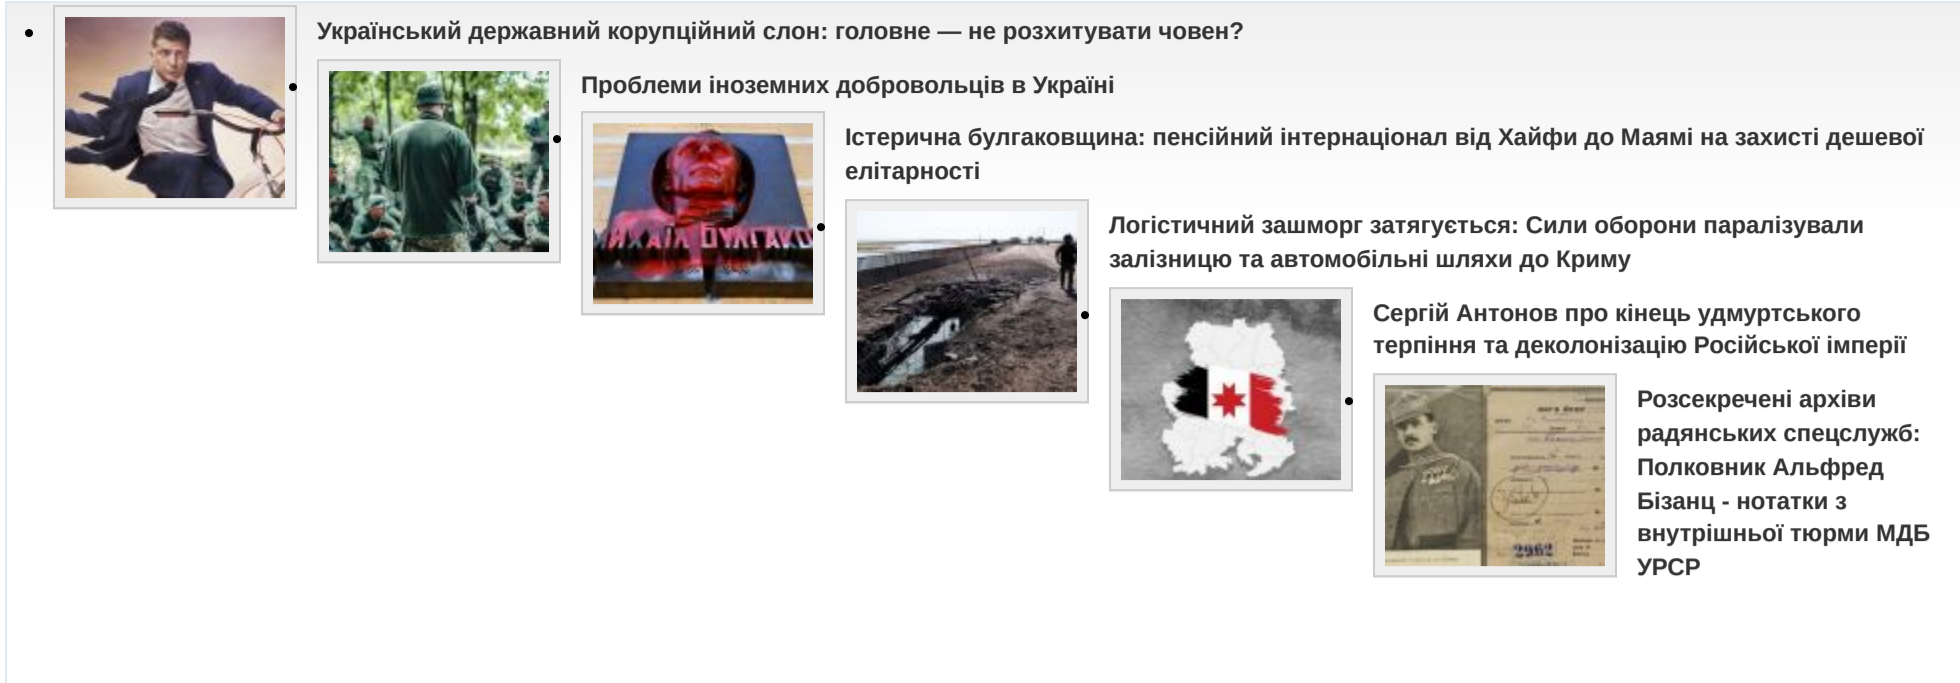 Український державний корупційний слон: головне — не розхитувати човен?
Проблеми іноземних добровольців в Україні
Істерична булгаковщина: пенсійний інтернаціонал від Хайфи до Маямі на захисті дешевої
елітарності
Логістичний зашморг затягується: Сили оборони паралізували
залізницю та автомобільні шляхи до Криму
Сергій Антонов про кінець удмуртського
терпіння та деколонізацію Російської імперії
Розсекречені архіви
радянських спецслужб:
Полковник Альфред
Бізанц - нотатки з
внутрішньої тюрми МДБ
УРСР
2962